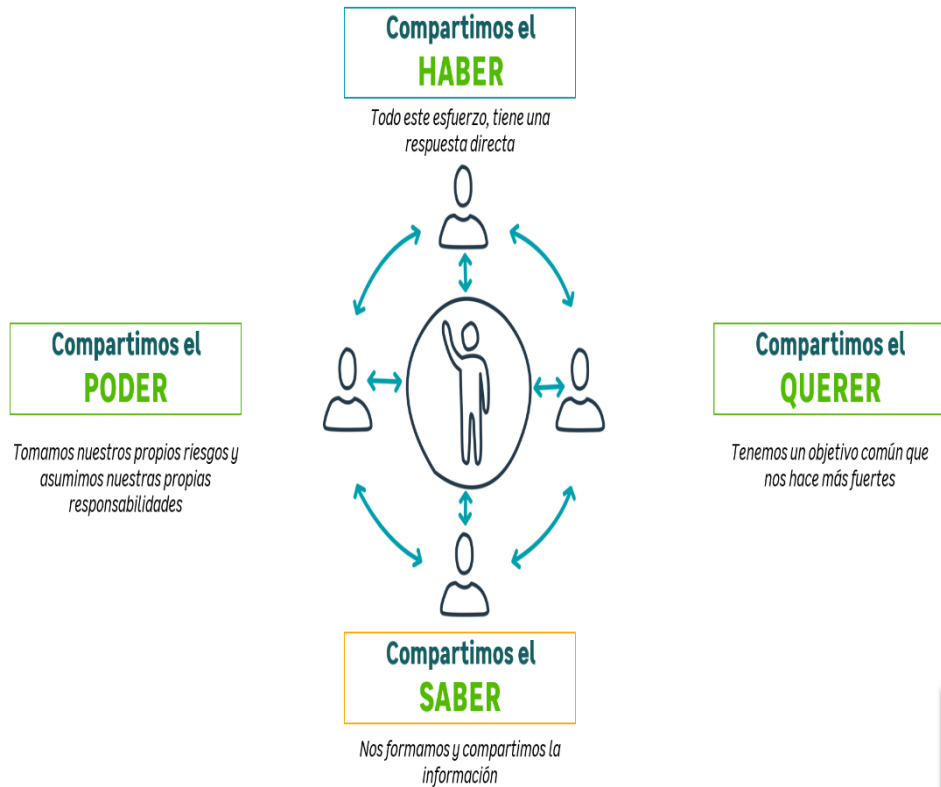 Compartimos el
HABER
Todo este esfuerzo, tiene una
respuesta directa
Compartimos el
PODER
Tomamos nuestros propios riesgos y
asumimos nuestras propias
responsabilidades
Compartimos el
QUERER
Tenemos un objetivo común que
nos hace más fuertes
Compartimos el
SABER
Nos formamos y compartimos la
información